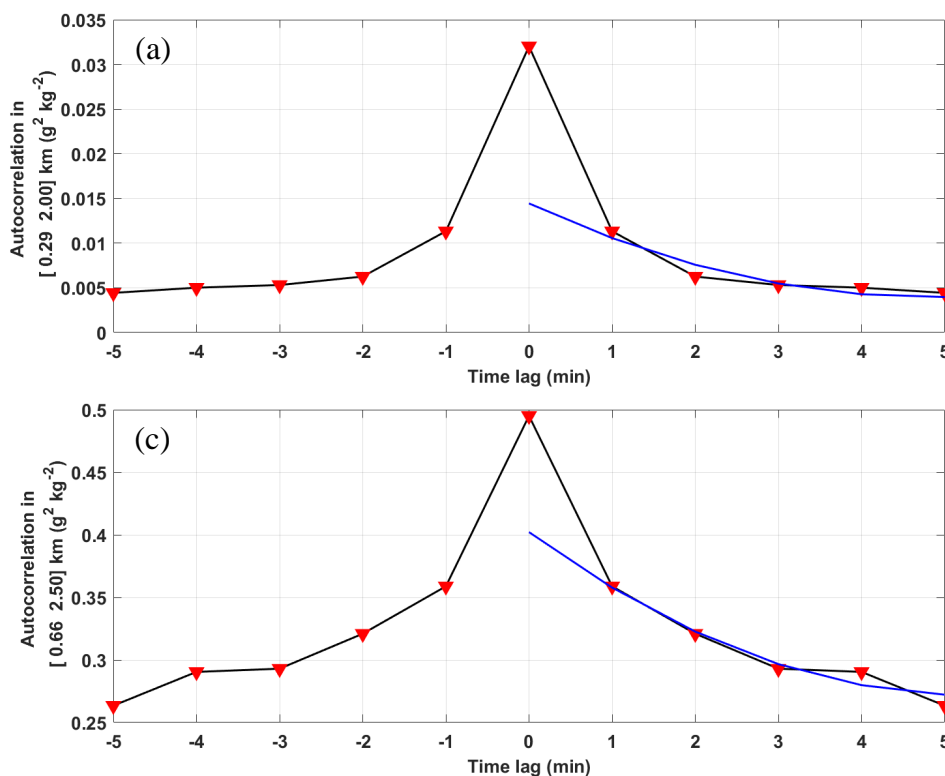 (a)
Autocorrelation in
[ 0.29 2.00] km (g² kg⁻²)
0.035
0.03
0.025
0.02
0.015
0.01
0.005
0
-5 -4 -3 -2 -1 0 1 2 3 4 5
Time lag (min)
(c)
Autocorrelation in
[ 0.66 2.50] km (g² kg⁻²)
0.5
0.45
0.4
0.35
0.3
0.25
-5 -4 -3 -2 -1 0 1 2 3 4 5
Time lag (min)